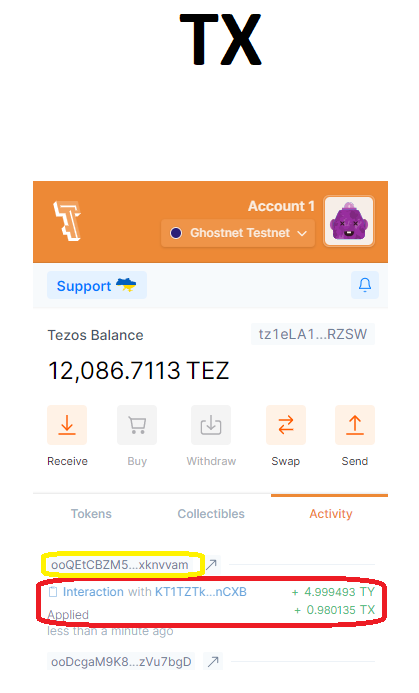 TX
Account 1
Ghostnet Testnet
Support
Tezos Balance tz1eLA1...RZSW
12,086.7113 TEZ
Receive Buy Withdraw Swap Send
Tokens Collectibles Activity
ooQEtCBZM5...xknvvam
Interaction with KT1TZTk...nCXB + 4.999493 TY
Applied + 0.980135 TX
less than a minute ago
ooDcgaM9K8...zVu7bgD